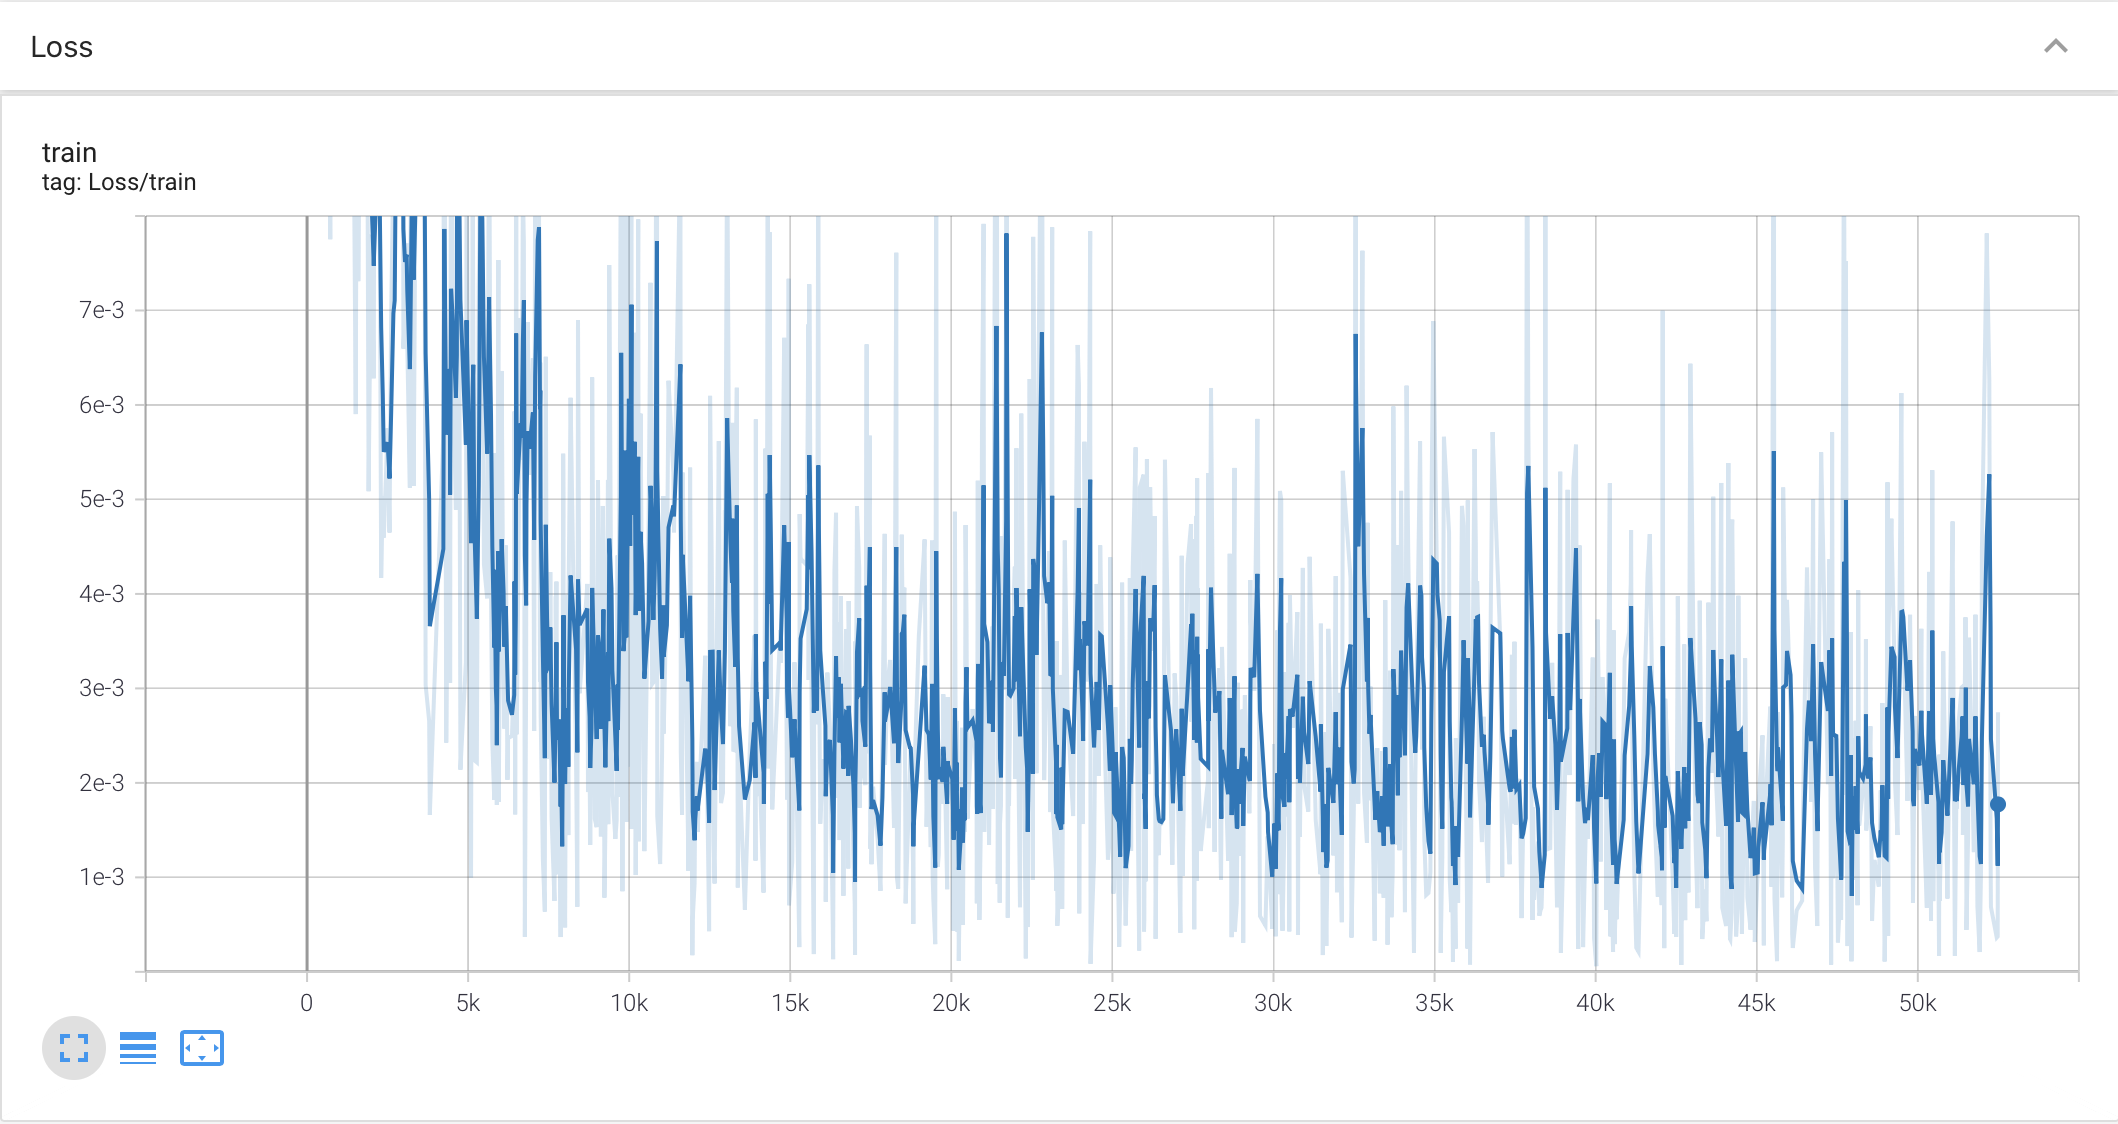 Loss
train
tag: Loss/train
7e-3
6e-3
5e-3
4e-3
3e-3
2e-3
1e-3
0 5k 10k 15k 20k 25k 30k 35k 40k 45k 50k